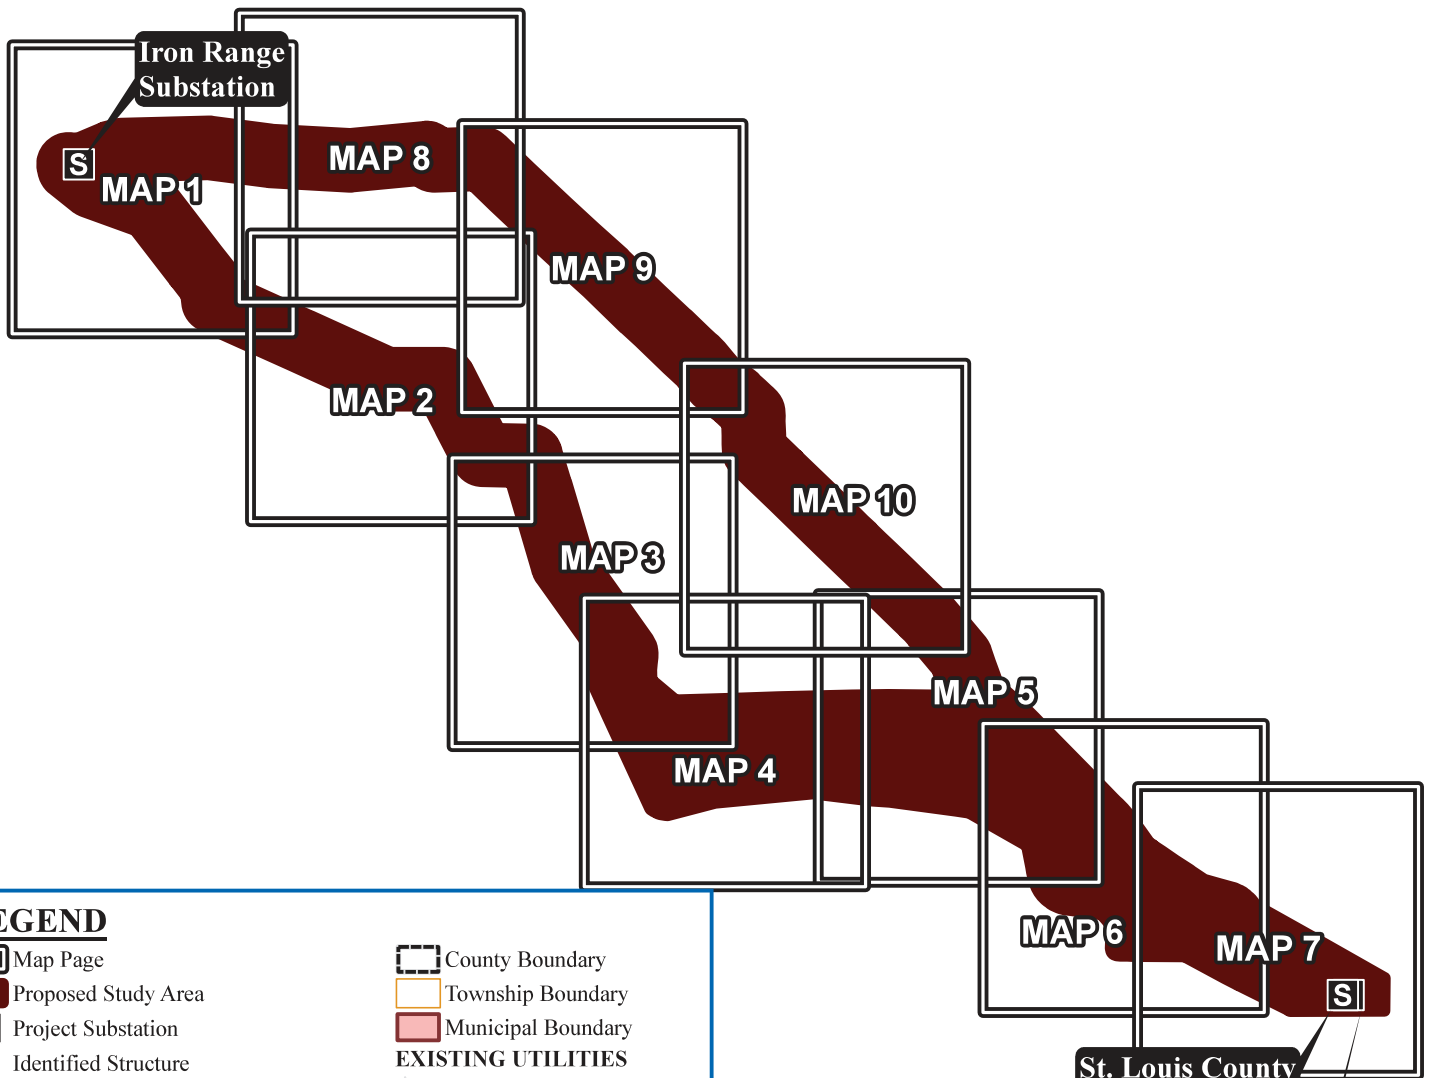 Iron Range
Substation
S
MAP 1
MAP 8
MAP 9
MAP 2
MAP 10
MAP 3
MAP 5
MAP 4
MAP 6
MAP 7
S
St. Louis County
EGEND
Map Page
Proposed Study Area
Project Substation
Identified Structure
County Boundary
Township Boundary
Municipal Boundary
EXISTING UTILITIES